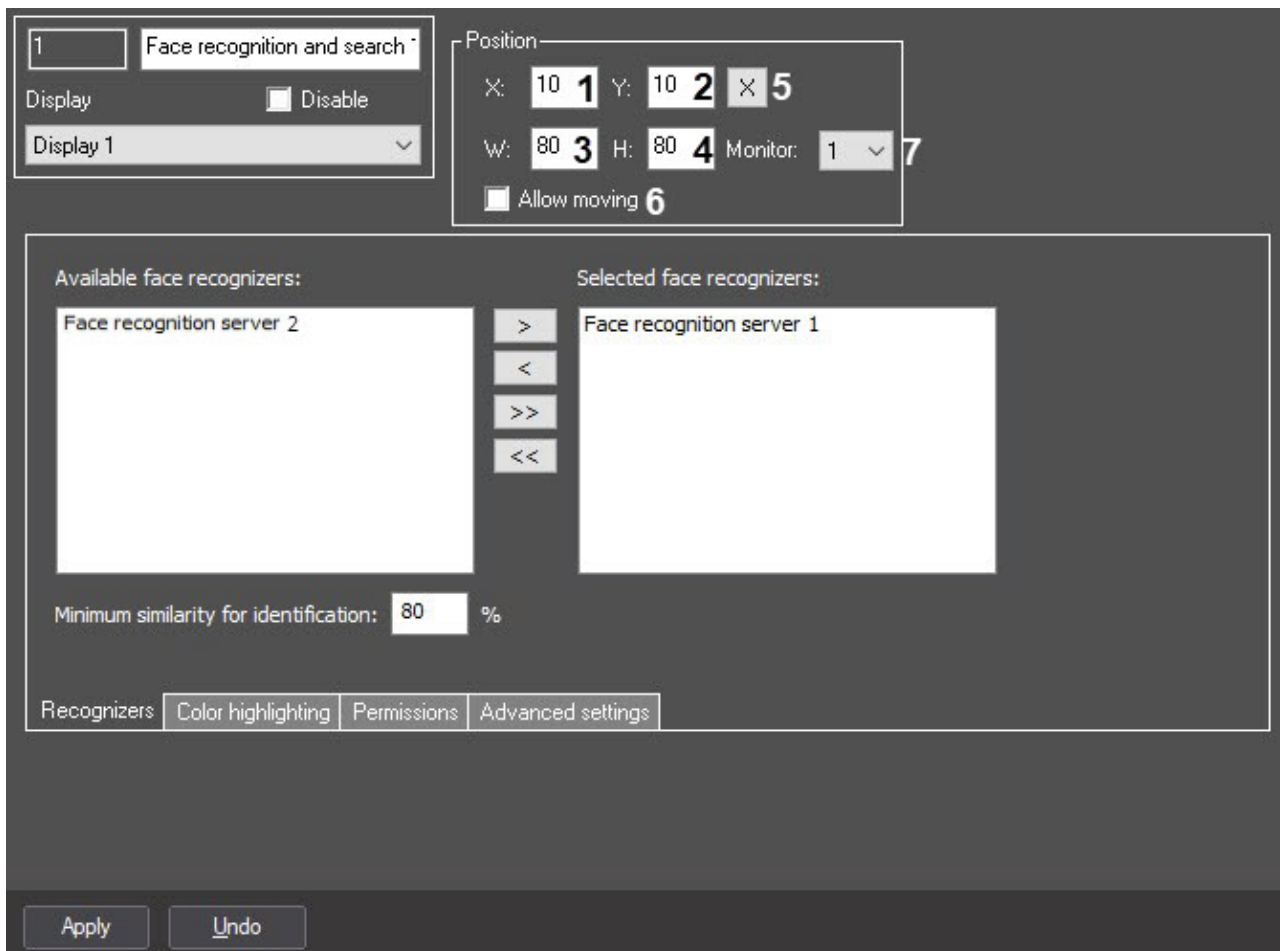 1 Face recognition and search
Display Disable
Display 1
Position
X: 10 1 Y: 10 2 X 5
W: 80 3 H: 80 4 Monitor: 1 7
Allow moving 6
Available face recognizers: Selected face recognizers:
Face recognition server 2 > Face recognition server 1
<
>>
<<
Minimum similarity for identification: 80 %
Recognizers Color highlighting Permissions Advanced settings
Apply Undo